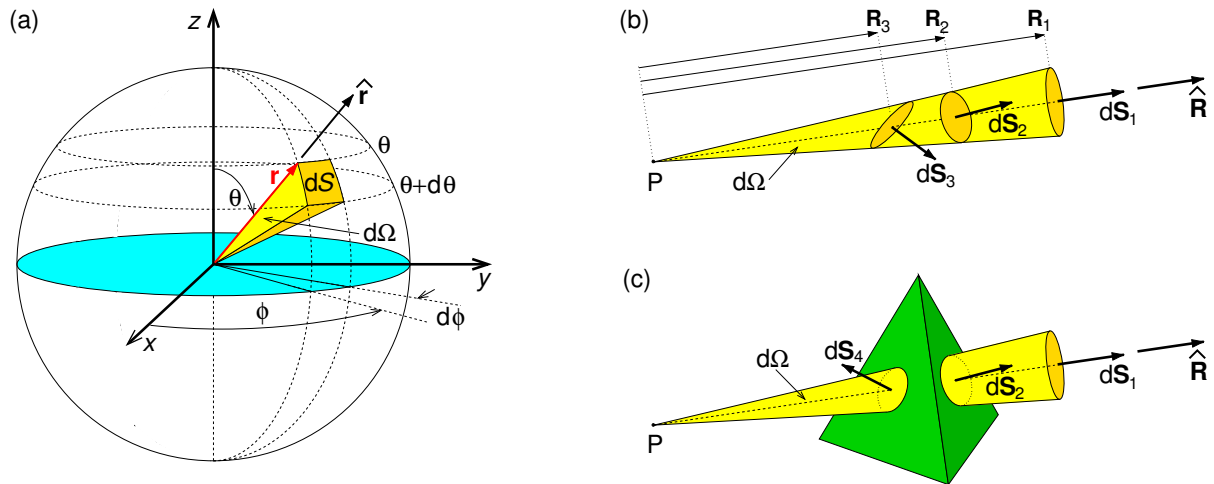 (a)
z
r̂
θ
r
dS
θ+dθ
θ
dΩ
y
dφ
φ
x
(b)
R₃ R₂ R₁
R̂
dS₁
dS₂
dS₃
dΩ
P
(c)
dS₄
dΩ
dS₂
dS₁
R̂
P